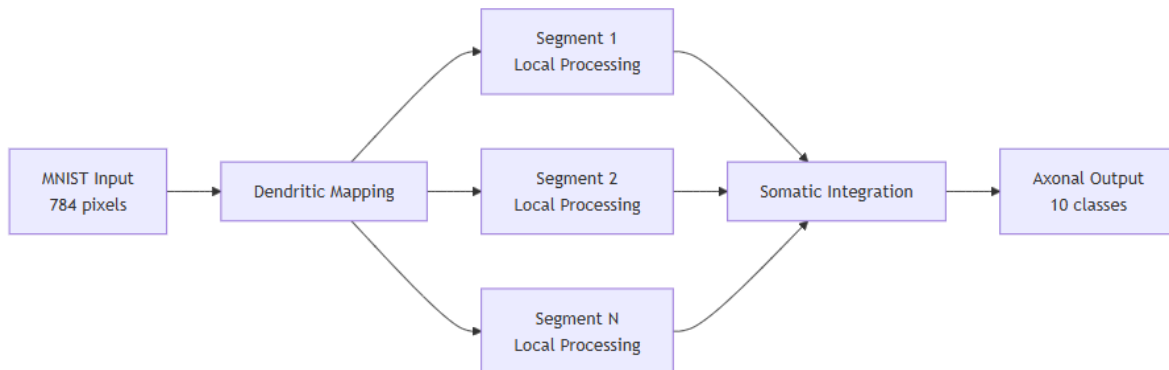 MNIST Input
784 pixels
Dendritic Mapping
Segment 1
Local Processing
Segment 2
Local Processing
Segment N
Local Processing
Somatic Integration
Axonal Output
10 classes